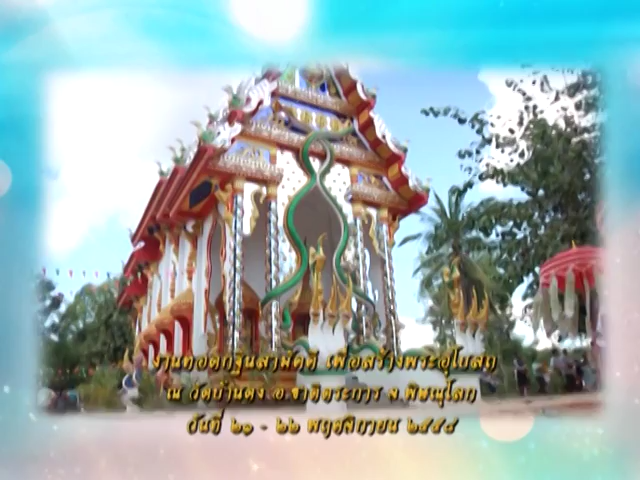 งานทอดกฐินสามัคคี เพื่อสร้างพระอุโบสถ
ณ วัดบ้านดง อ.ชาติตระการ จ.พิษณุโลก
วันที่ ๒๑ - ๒๒ พฤศจิกายน ๒๕๕๘